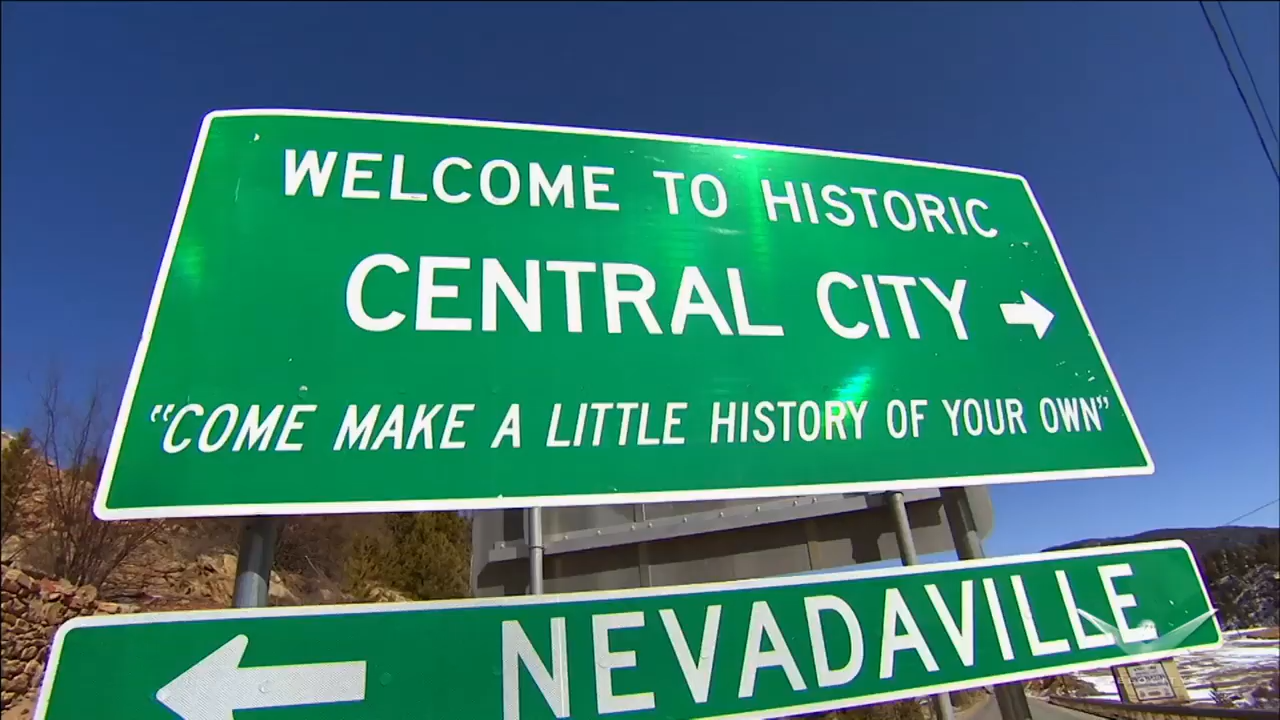 WELCOME TO HISTORIC
CENTRAL CITY
"COME MAKE A LITTLE HISTORY OF YOUR OWN"
NEVADAVILLE